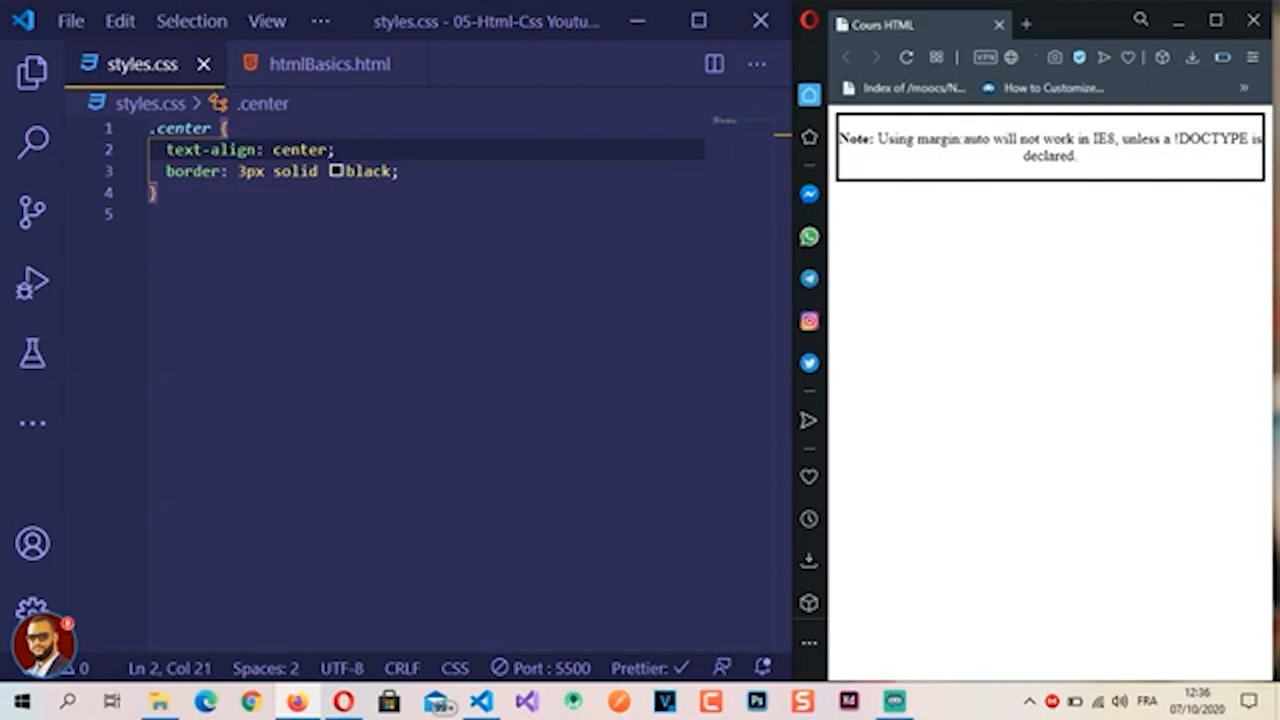 File Edit Selection View ··· styles.css - 05-Html-Css Youtu...
styles.css
htmlBasics.html
styles.css > .center
1 .center {
2 text-align: center;
3 border: 3px solid black;
4 }
5
0 Ln 2, Col 21 Spaces: 2 UTF-8 CRLF CSS Port : 5500 Prettier: ✓
Cours HTML
VPN
Index of /moocs/N...
How to Customize...
»
Note: Using margin:auto will not work in IE8, unless a !DOCTYPE is
declared.
99+
FRA
12:36
07/10/2020